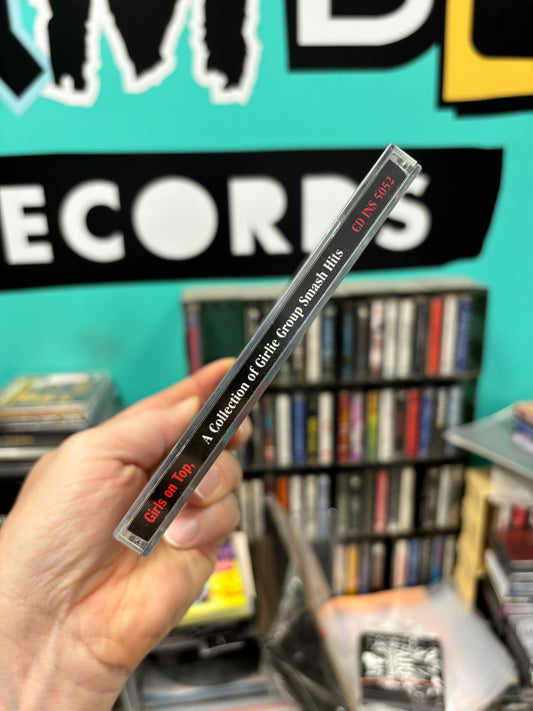 ECORDS
Girls on Top, A Collection of Girlie Group Smash Hits CD INS 5052